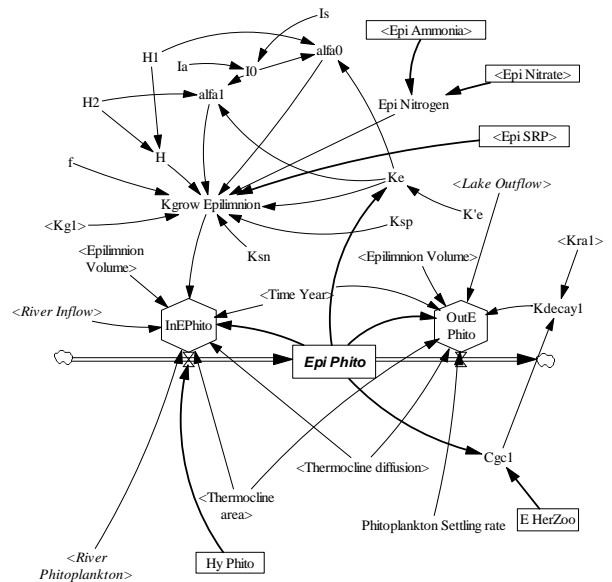 Is
<Epi Ammonia>
H1
alfa0
Ia
I0
<Epi Nitrate>
alfa1
H2
Epi Nitrogen
<Epi SRP>
H
f
Ke
<Lake Outflow>
Kgrow Epilimnion
K'e
<Kg1>
Ksp
<Epilimnion
Volume>
Ksn
<Epilimnion Volume>
<Kra1>
<Time Year>
<River Inflow>
InEPhito
OutE
Phito
Kdecay1
Epi Phito
<Thermocline diffusion>
Cgc1
<Thermocline
area>
Phitoplankton Settling rate
E HerZoo
<River
Phitoplankton>
Hy Phito